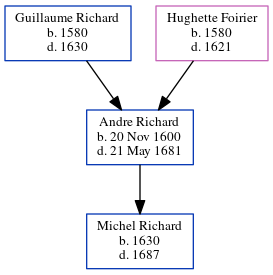 Guillaume Richard
b. 1580
d. 1630
Hughette Foirier
b. 1580
d. 1621
Andre Richard
b. 20 Nov 1600
d. 21 May 1681
Michel Richard
b. 1630
d. 1687